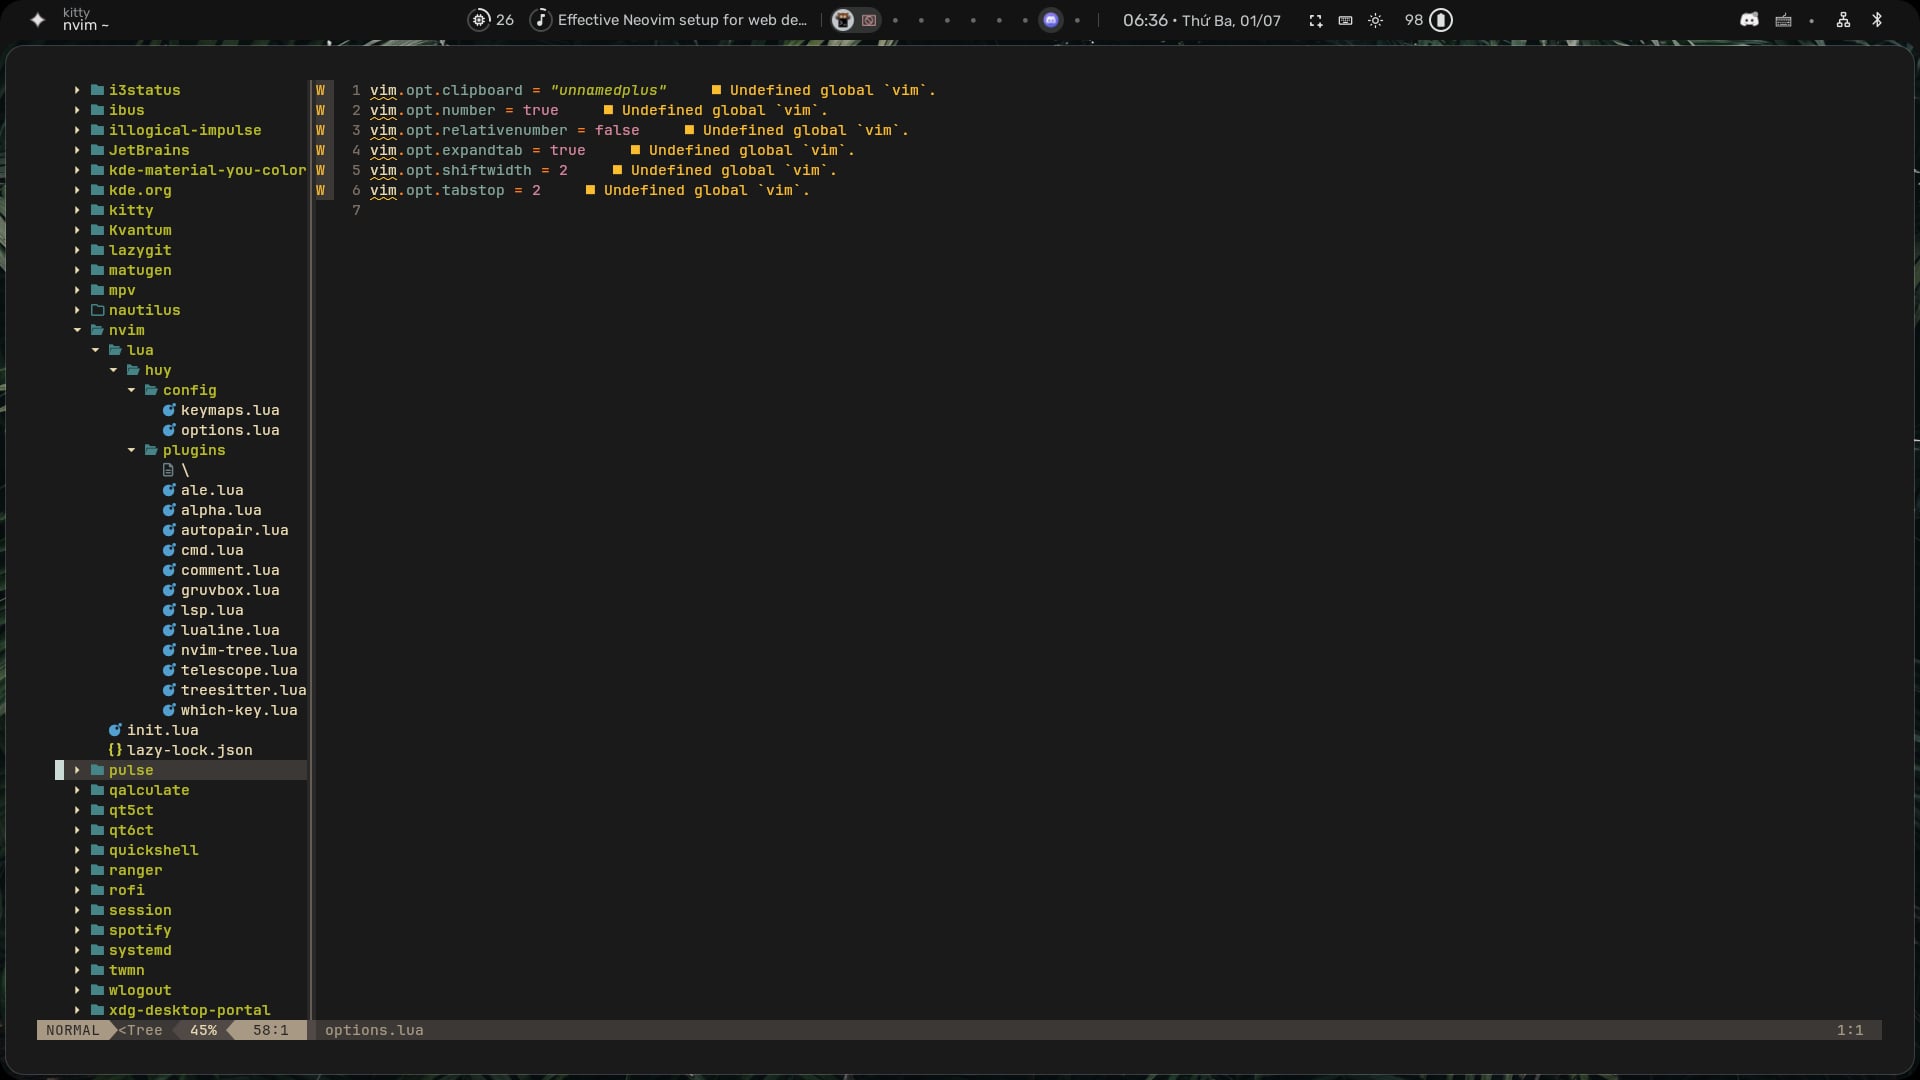 kitty
nvim ~
26
Effective Neovim setup for web de…
06:36 • Thứ Ba, 01/07
98
i3status
ibus
illogical-impulse
JetBrains
kde-material-you-color
kde.org
kitty
Kvantum
lazygit
matugen
mpv
nautilus
nvim
lua
huy
config
keymaps.lua
options.lua
plugins
\
ale.lua
alpha.lua
autopair.lua
cmd.lua
comment.lua
gruvbox.lua
lsp.lua
lualine.lua
nvim-tree.lua
telescope.lua
treesitter.lua
which-key.lua
init.lua
{} lazy-lock.json
pulse
qalculate
qt5ct
qt6ct
quickshell
ranger
rofi
session
spotify
systemd
twmn
wlogout
xdg-desktop-portal
W 1 vim.opt.clipboard = "unnamedplus" ■ Undefined global `vim`.
W 2 vim.opt.number = true ■ Undefined global `vim`.
W 3 vim.opt.relativenumber = false ■ Undefined global `vim`.
W 4 vim.opt.expandtab = true ■ Undefined global `vim`.
W 5 vim.opt.shiftwidth = 2 ■ Undefined global `vim`.
W 6 vim.opt.tabstop = 2 ■ Undefined global `vim`.
7
NORMAL <Tree 45% 58:1 options.lua 1:1